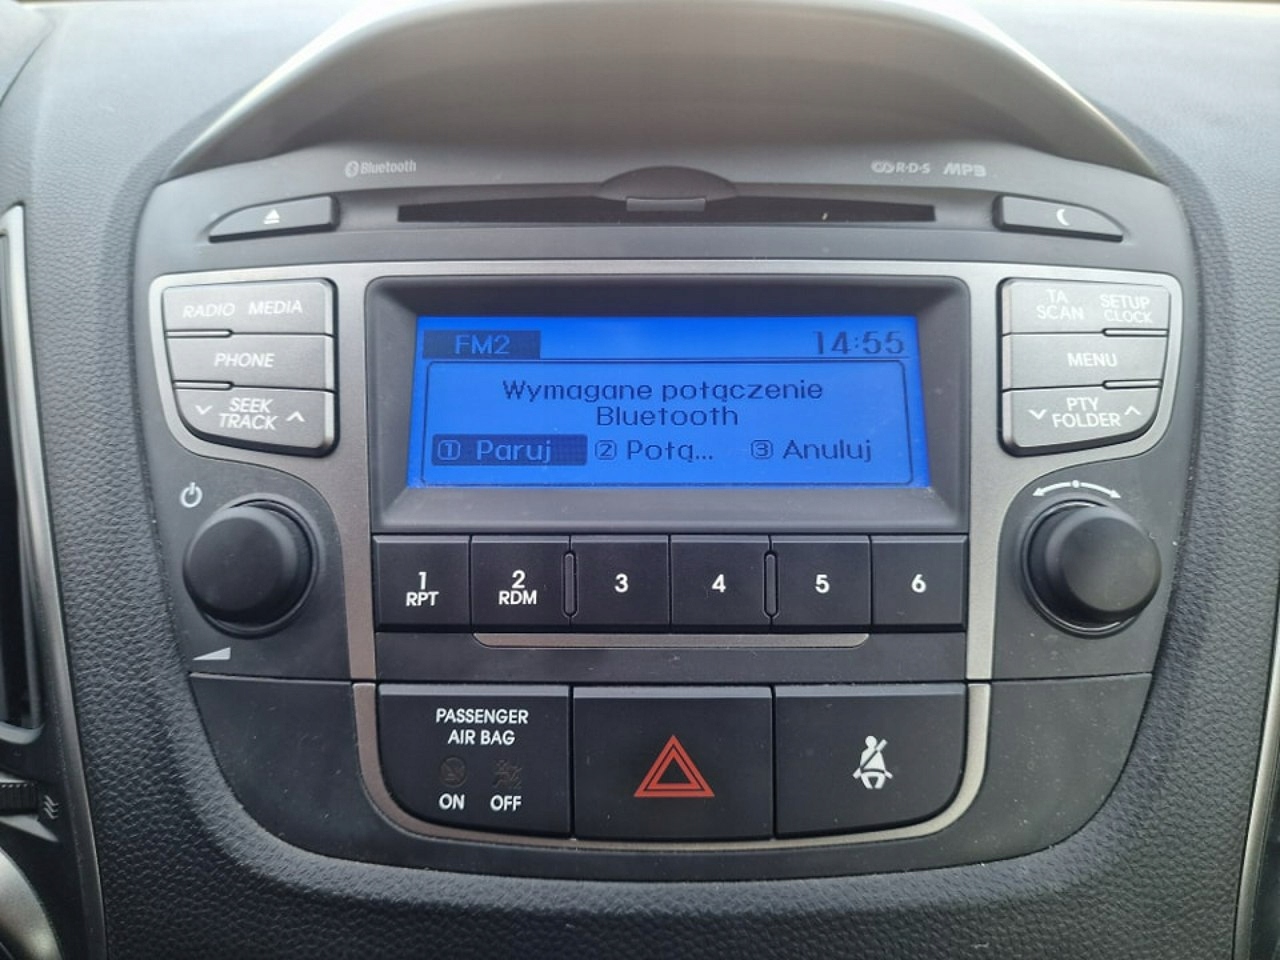 Bluetooth
R·D·S MP3
RADIO MEDIA
PHONE
SEEK
TRACK
TA
SCAN
SETUP
CLOCK
MENU
PTY
FOLDER
FM2 14:55
Wymagane połączenie
Bluetooth
1 Paruj 2 Połą... 3 Anuluj
1
RPT
2
RDM
3
4
5
6
PASSENGER
AIR BAG
ON OFF